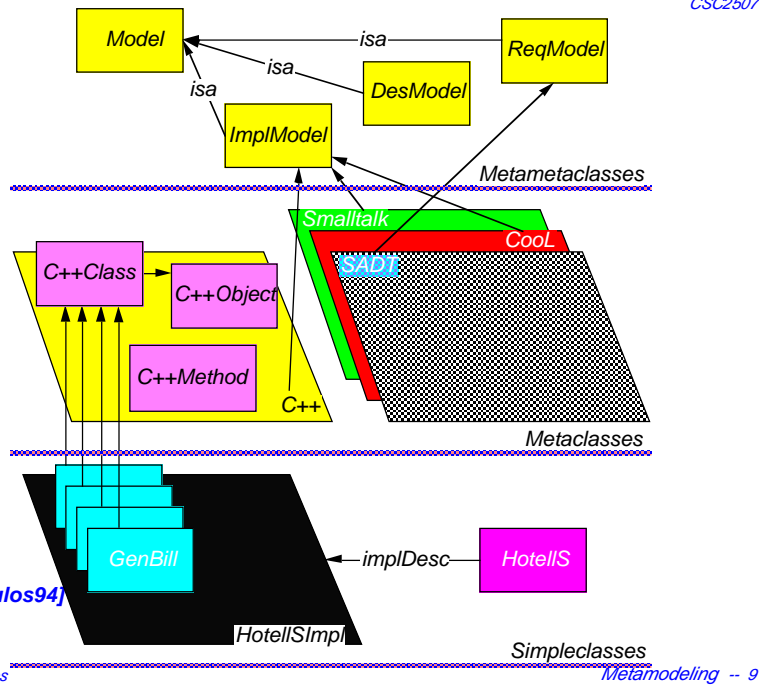 CSC2507
Model
isa
ReqModel
isa
isa
DesModel
ImplModel
Metametaclasses
Smalltalk
CooL
SADT
C++Class
C++Object
C++Method
C++
Metaclasses
GenBill
implDesc
HotelIS
los94]
HotelISImpl
Simpleclasses
s
Metamodeling -- 9